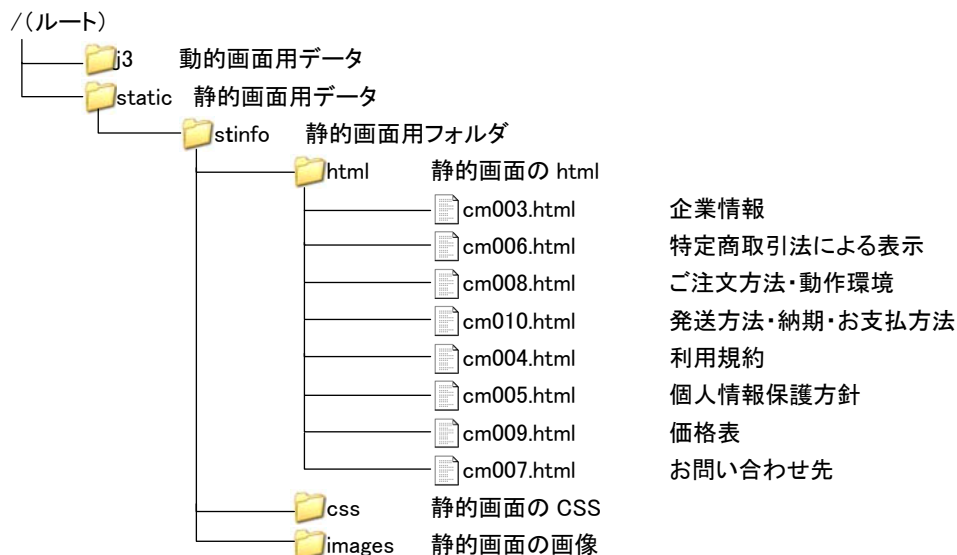 /(ルート)
j3 動的画面用データ
static 静的画面用データ
stinfo 静的画面用フォルダ
html 静的画面の html
cm003.html 企業情報
cm006.html 特定商取引法による表示
cm008.html ご注文方法・動作環境
cm010.html 発送方法・納期・お支払方法
cm004.html 利用規約
cm005.html 個人情報保護方針
cm009.html 価格表
cm007.html お問い合わせ先
css 静的画面の CSS
images 静的画面の画像